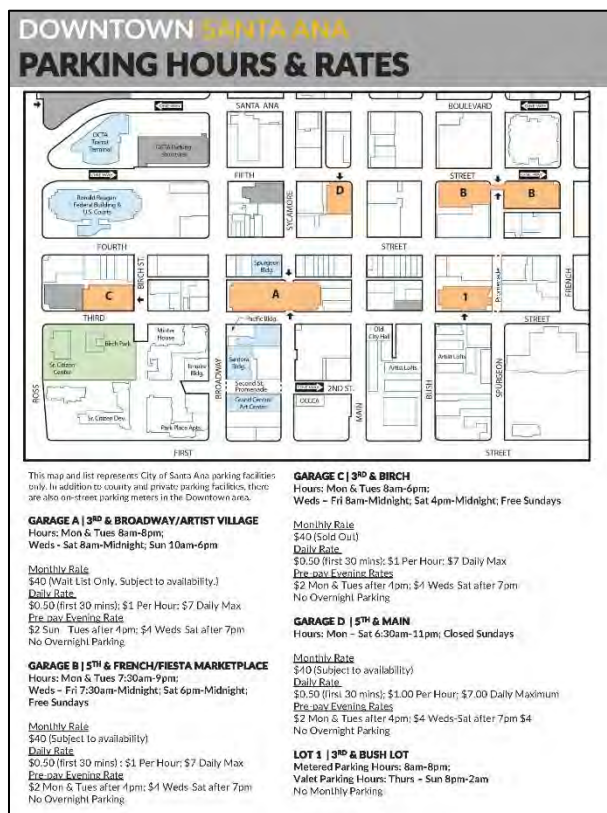 DOWNTOWN SANTA ANA
PARKING HOURS & RATES
SANTA ANA
BOULEVARD
OCTA
Transit
Terminal
FIFTH
STREET
SYCAMORE
D
B
B
Ronald Reagan
Federal Building &
U.S. Courts
FOURTH
STREET
BIRCH ST.
Spurgeon
Bldg.
C
A
1
Promenade
FRENCH
THIRD
STREET
Pacific Bldg.
Birch Park
Sr. Citizen
Center
House
Santora
Bldg.
Old
City Hall
Artist Lofts
Artist Lofts
ROSS
BROADWAY
Second St.
Promenade
2ND ST.
MAIN
BUSH
SPURGEON
Grand Central
Art Center
Park Place Apts.
FIRST
STREET
This map and list represents City of Santa Ana parking facilities
only. In addition to county and private parking facilities, there
are also on-street parking meters in the Downtown area.
GARAGE A | 3RD & BROADWAY/ARTIST VILLAGE
Hours: Mon & Tues 8am-8pm;
Weds - Sat 8am-Midnight; Sun 10am-6pm
Monthly Rate
$40 (Wait List Only, Subject to availability.)
Daily Rate
$0.50 (first 30 mins); $1 Per Hour; $7 Daily Max
Pre-pay Evening Rate
$2 Sun Tues after 4pm; $4 Weds-Sat after 7pm
No Overnight Parking
GARAGE B | 5TH & FRENCH/FIESTA MARKETPLACE
Hours: Mon & Tues 7:30am-9pm;
Weds – Fri 7:30am-Midnight; Sat 6pm-Midnight;
Free Sundays
Monthly Rate
$40 (Subject to availability)
Daily Rate
$0.50 (first 30 mins) : $1 Per Hour; $7 Daily Max
Pre-pay Evening Rate
$2 Mon & Tues after 4pm; $4 Weds-Sat after 7pm
No Overnight Parking
GARAGE C | 3RD & BIRCH
Hours: Mon & Tues 8am-6pm;
Weds – Fri 8am-Midnight; Sat 4pm-Midnight; Free Sundays
Monthly Rate
$40 (Sold Out)
Daily Rate
$0.50 (first 30 mins); $1 Per Hour; $7 Daily Max
Pre-pay Evening Rates
$2 Mon & Tues after 4pm; $4 Weds-Sat after 7pm
No Overnight Parking
GARAGE D | 5TH & MAIN
Hours: Mon – Sat 6:30am-11pm; Closed Sundays
Monthly Rate
$40 (Subject to availability)
Daily Rate
$0.50 (first 30 mins); $1.00 Per Hour; $7.00 Daily Maximum
Pre-pay Evening Rates
$2 Mon & Tues after 4pm; $4 Weds-Sat after 7pm $4
No Overnight Parking
LOT 1 | 3RD & BUSH LOT
Metered Parking Hours: 8am-8pm;
Valet Parking Hours: Thurs – Sun 8pm-2am
No Monthly Parking